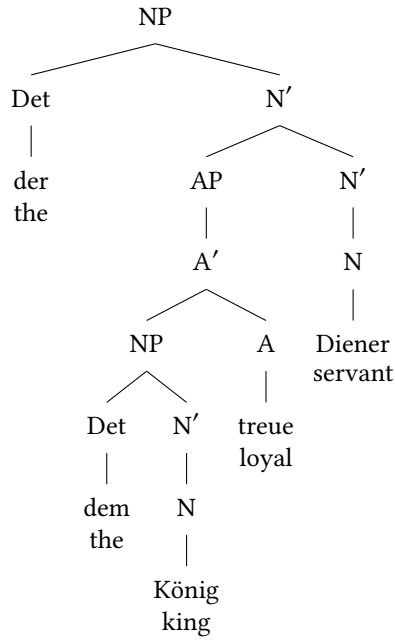 NP
Det N′
der AP N′
the
A′ N
NP A Diener
servant
Det N′ treue
loyal
dem N
the
König
king